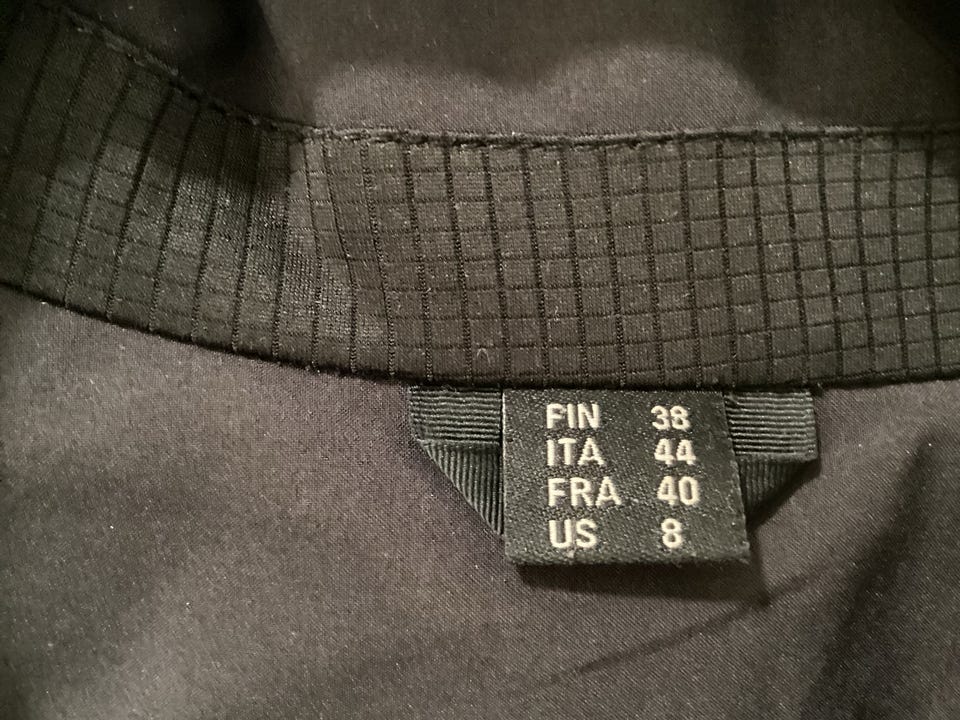 FIN 38
ITA 44
FRA 40
US 8